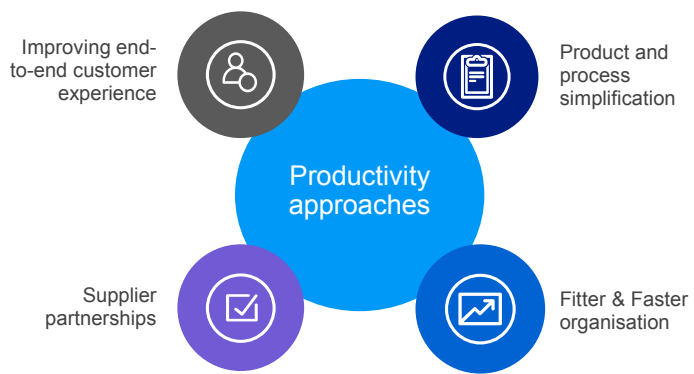 Improving end-
to-end customer
experience
Product and
process
simplification
Productivity
approaches
Supplier
partnerships
Fitter & Faster
organisation